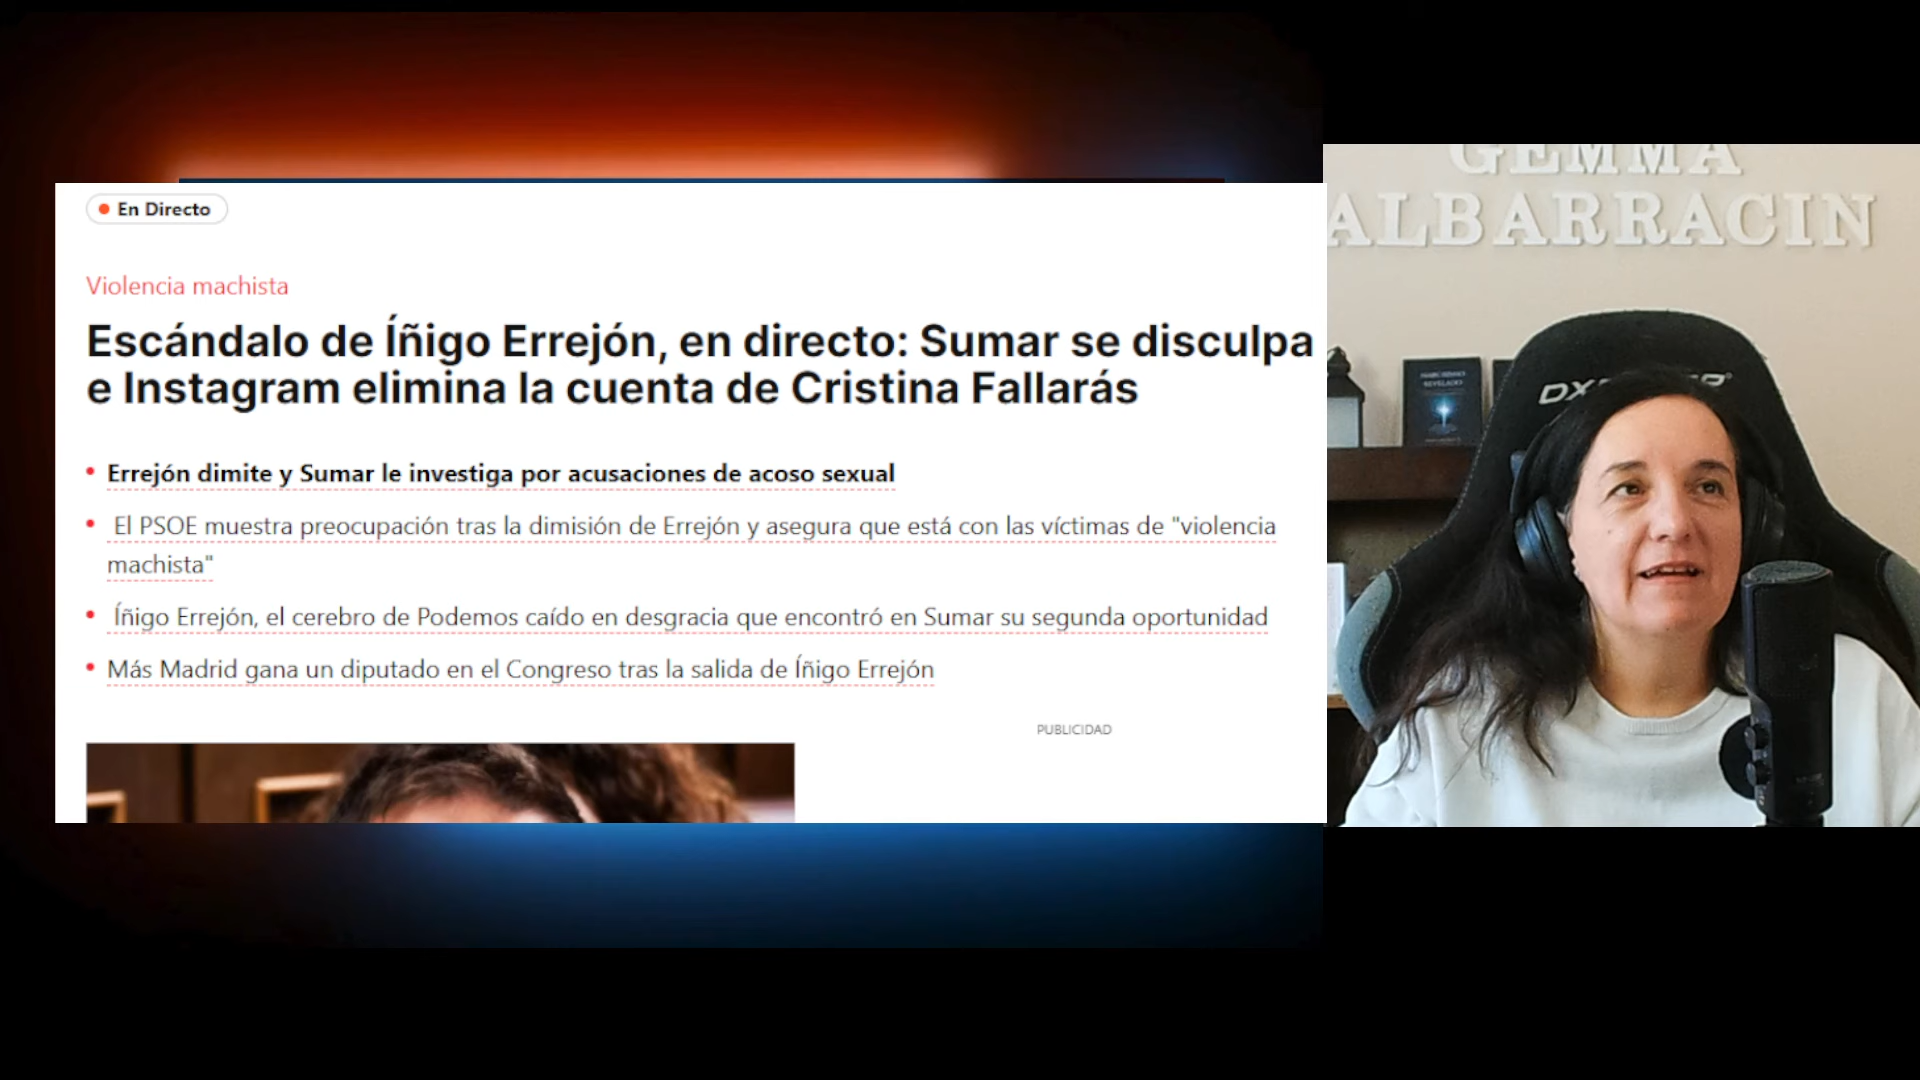 En Directo
Violencia machista
Escándalo de Íñigo Errejón, en directo: Sumar se disculpa
e Instagram elimina la cuenta de Cristina Fallarás
Errejón dimite y Sumar le investiga por acusaciones de acoso sexual
El PSOE muestra preocupación tras la dimisión de Errejón y asegura que está con las víctimas de "violencia
machista"
Íñigo Errejón, el cerebro de Podemos caído en desgracia que encontró en Sumar su segunda oportunidad
Más Madrid gana un diputado en el Congreso tras la salida de Íñigo Errejón
PUBLICIDAD
GEMMA
ALBARRACIN